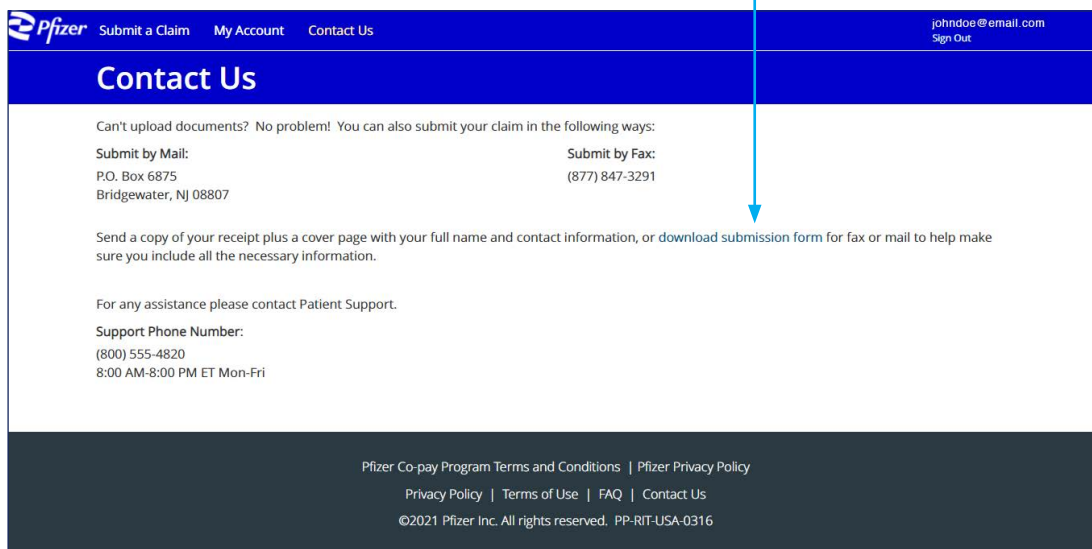 Pfizer Submit a Claim My Account Contact Us
johndoe@email.com
Sign Out
Contact Us
Can't upload documents? No problem! You can also submit your claim in the following ways:
Submit by Mail:
P.O. Box 6875
Bridgewater, NJ 08807
Submit by Fax:
(877) 847-3291
Send a copy of your receipt plus a cover page with your full name and contact information, or download submission form for fax or mail to help make
sure you include all the necessary information.
For any assistance please contact Patient Support.
Support Phone Number:
(800) 555-4820
8:00 AM-8:00 PM ET Mon-Fri
Pfizer Co-pay Program Terms and Conditions | Pfizer Privacy Policy
Privacy Policy | Terms of Use | FAQ | Contact Us
©2021 Pfizer Inc. All rights reserved. PP-RIT-USA-0316